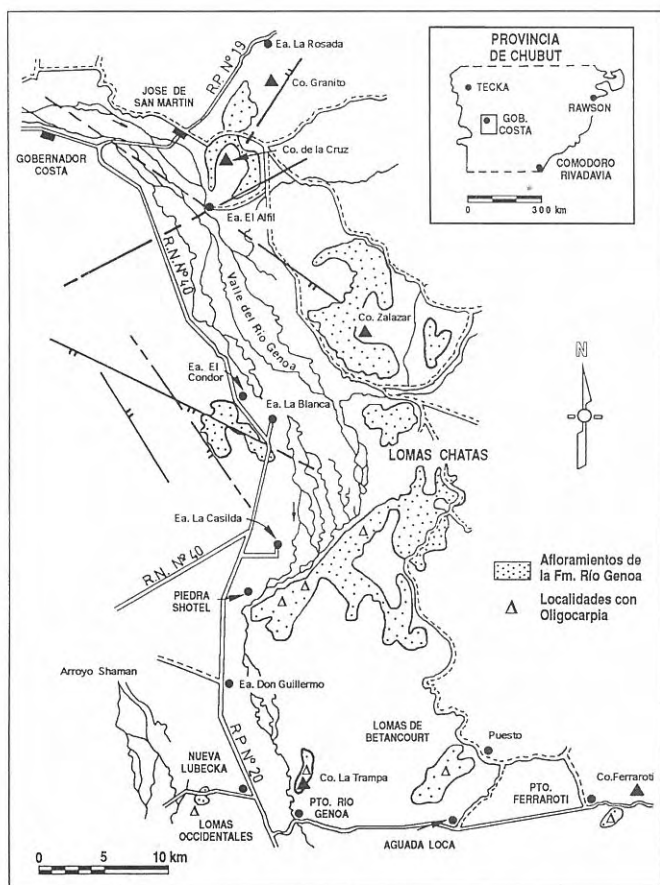 Ea. La Rosada
R.P. Nº 19
Co. Granito
JOSE DE
SAN MARTIN
GOBERNADOR
COSTA
Co. de la Cruz
Ea. El Alfil
R.N. Nº 40
Valle del Río Genoa
Co. Zalazar
Ea. El
Condor
Ea. La Blanca
LOMAS CHATAS
Ea. La Casilda
R.N. Nº 40
PIEDRA
SHOTEL
Arroyo Shaman
Ea. Don Guillermo
R.P. Nº 20
LOMAS DE
BETANCOURT
Puesto
NUEVA
LUBECKA
Co. La Trampa
PTO. RIO
GENOA
PTO.
FERRAROTI
Co. Ferraroti
LOMAS
OCCIDENTALES
AGUADA LOCA
0 5 10 km
PROVINCIA
DE CHUBUT
TECKA
RAWSON
GOB.
COSTA
COMODORO
RIVADAVIA
0 300 km
N
Afloramientos de
la Fm. Río Genoa
Localidades con
Oligocarpia